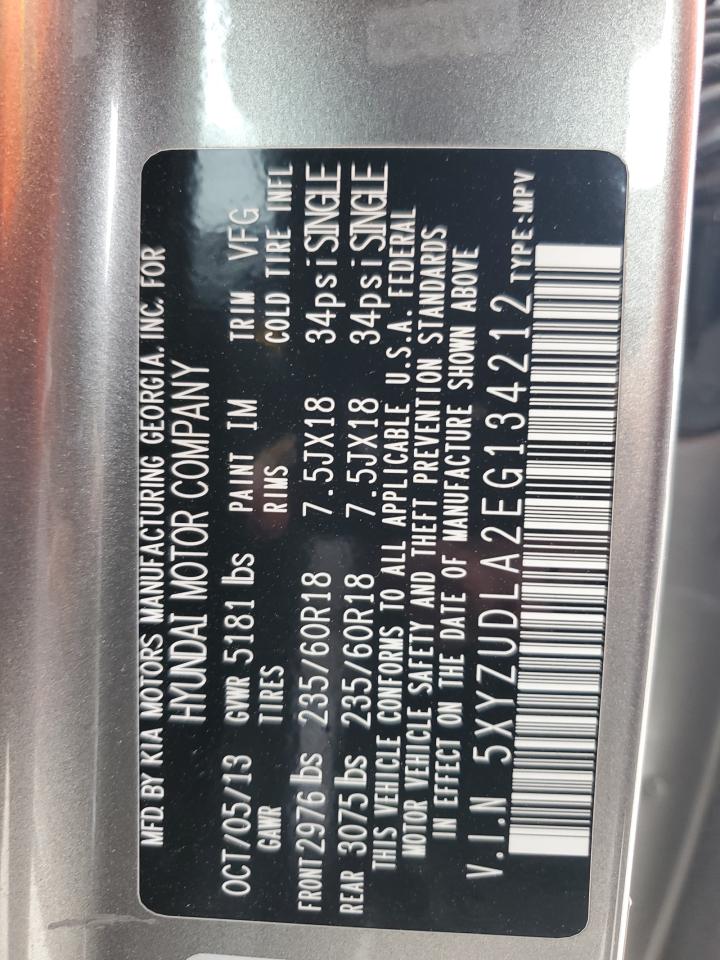 MFD BY KIA MOTORS MANUFACTURING GEORGIA, INC. FOR
HYUNDAI MOTOR COMPANY
OCT/05/13 GVWR 5181 lbs PAINT IM TRIM VFG
GAWR TIRES RIMS COLD TIRE INFL
FRONT 2976 lbs 235/60R18 7.5JX18 34psi SINGLE
REAR 3075 lbs 235/60R18 7.5JX18 34psi SINGLE
THIS VEHICLE CONFORMS TO ALL APPLICABLE U.S.A. FEDERAL
MOTOR VEHICLE SAFETY AND THEFT PREVENTION STANDARDS
IN EFFECT ON THE DATE OF MANUFACTURE SHOWN ABOVE
V.I.N 5XYZUDLA2EG134212 TYPE:MPV